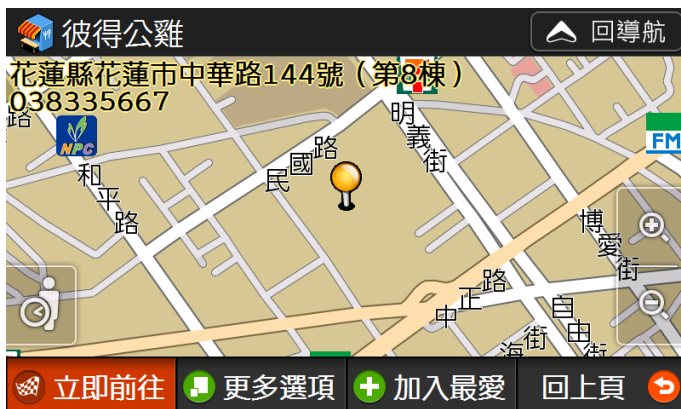 彼得公雞
回導航
花蓮縣花蓮市中華路144號（第8棟）
038335667
路
NPC
和平路
民國路
明義街
FM
博愛街
中正路
自由街
海街
立即前往
更多選項
加入最愛
回上頁